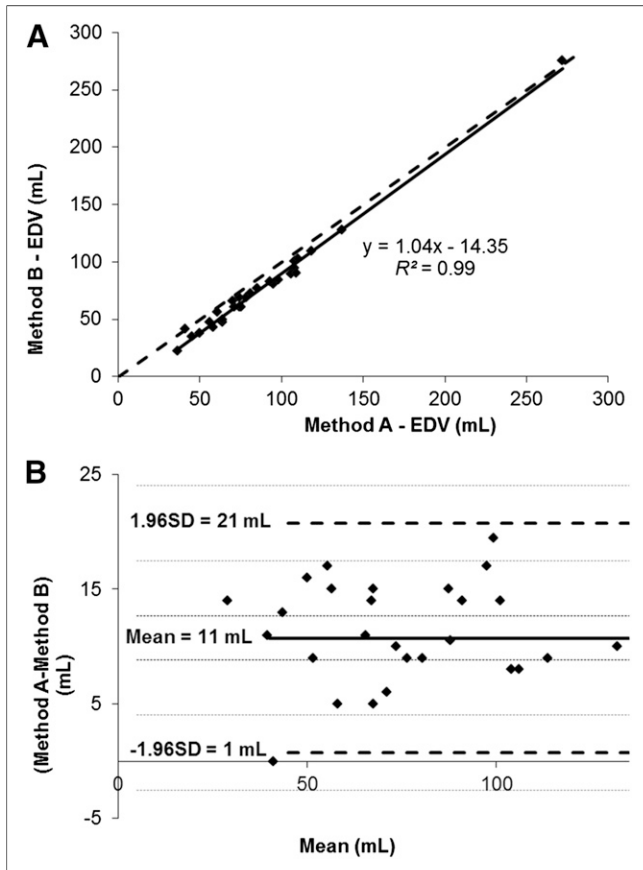 A
Method B - EDV (mL)
300
250
200
150
100
50
0
y = 1.04x - 14.35
R² = 0.99
0 50 100 150 200 250 300
Method A - EDV (mL)
B
(Method A-Method B)
(mL)
25
15
5
-5
1.96SD = 21 mL
Mean = 11 mL
-1.96SD = 1 mL
0 50 100
Mean (mL)